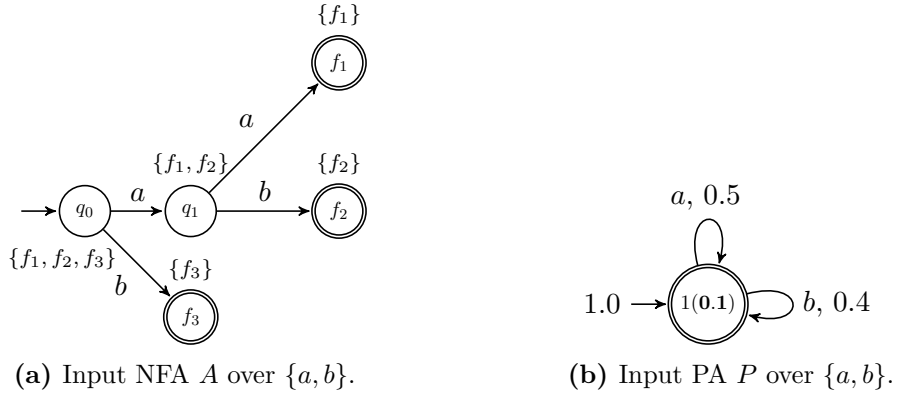 {f₁}
f₁
a
{f₁, f₂}
{f₂}
q₀
a
q₁
b
f₂
{f₁, f₂, f₃}
b
{f₃}
f₃
(a) Input NFA A over {a, b}.
a, 0.5
1.0
1(0.1)
b, 0.4
(b) Input PA P over {a, b}.